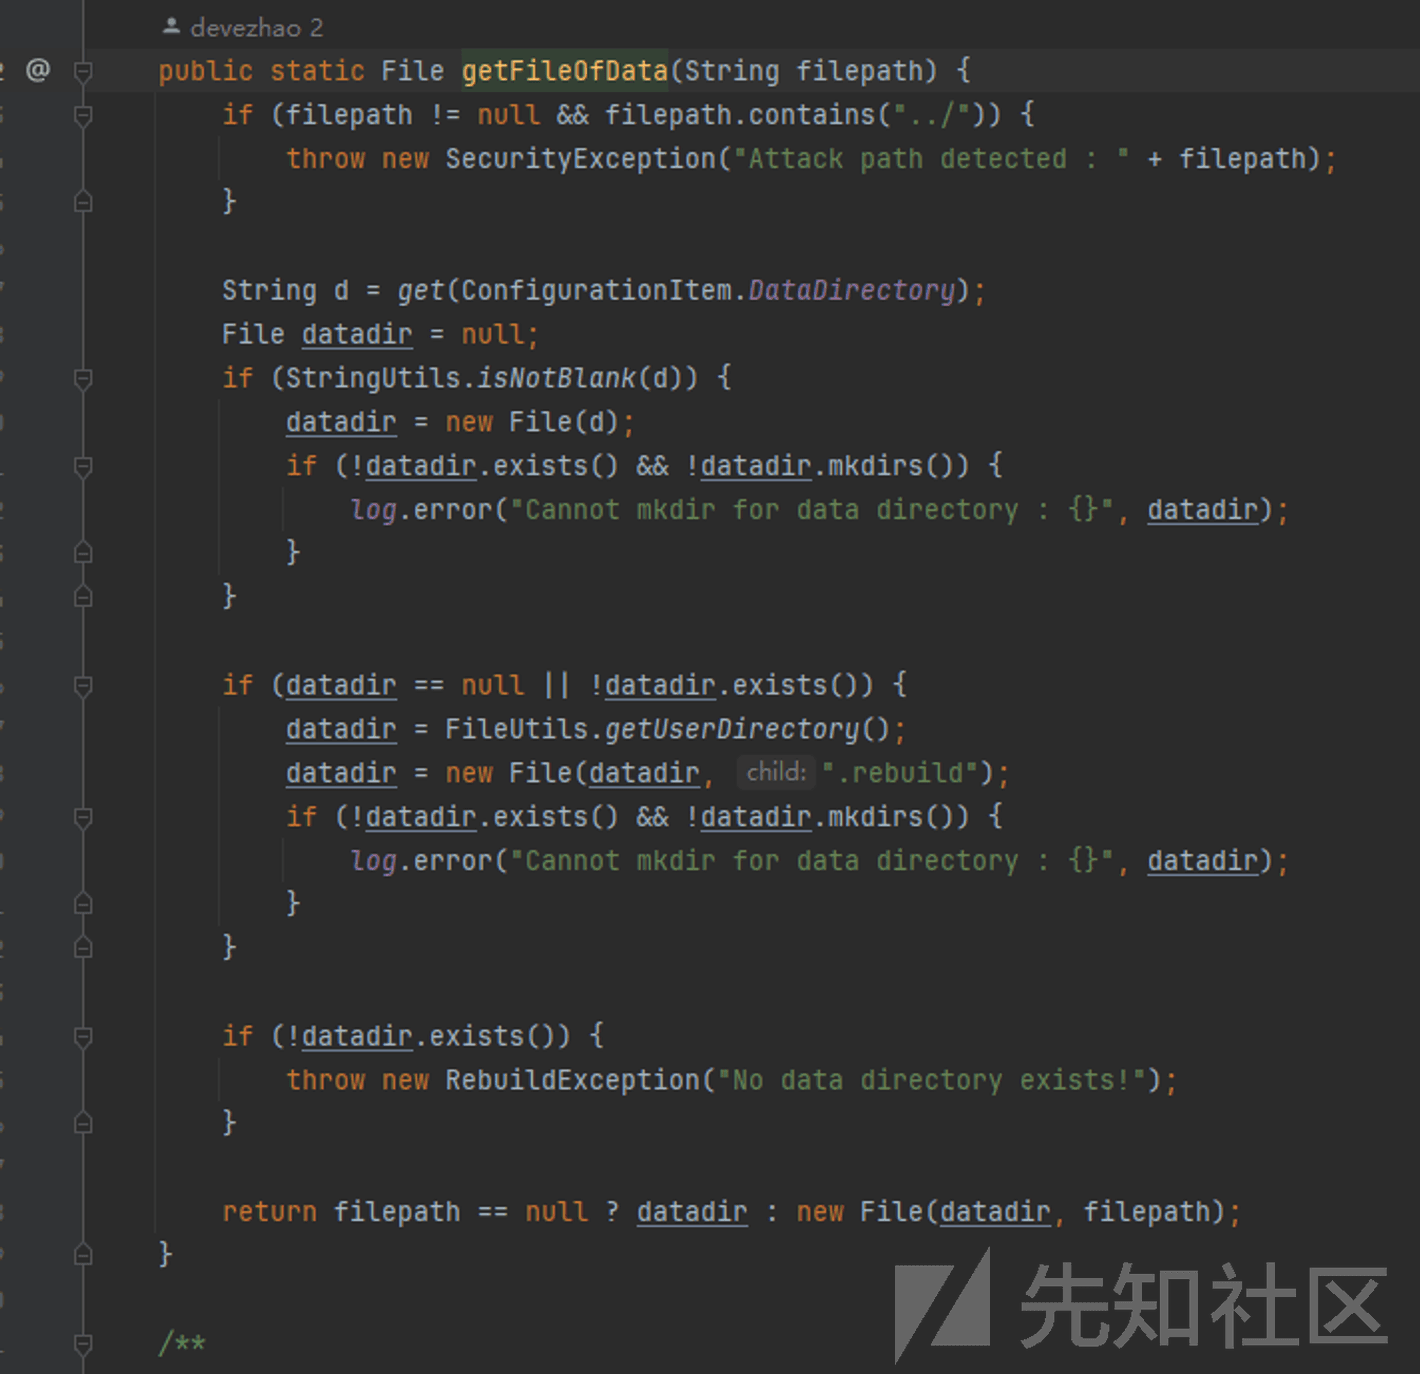 devezhao 2
@ public static File getFileOfData(String filepath) {
if (filepath != null && filepath.contains("../")) {
throw new SecurityException("Attack path detected : " + filepath);
}
String d = get(ConfigurationItem.DataDirectory);
File datadir = null;
if (StringUtils.isNotBlank(d)) {
datadir = new File(d);
if (!datadir.exists() && !datadir.mkdirs()) {
log.error("Cannot mkdir for data directory : {}", datadir);
}
}
if (datadir == null || !datadir.exists()) {
datadir = FileUtils.getUserDirectory();
datadir = new File(datadir, child: ".rebuild");
if (!datadir.exists() && !datadir.mkdirs()) {
log.error("Cannot mkdir for data directory : {}", datadir);
}
}
if (!datadir.exists()) {
throw new RebuildException("No data directory exists!");
}
return filepath == null ? datadir : new File(datadir, filepath);
}
/**
先知社区